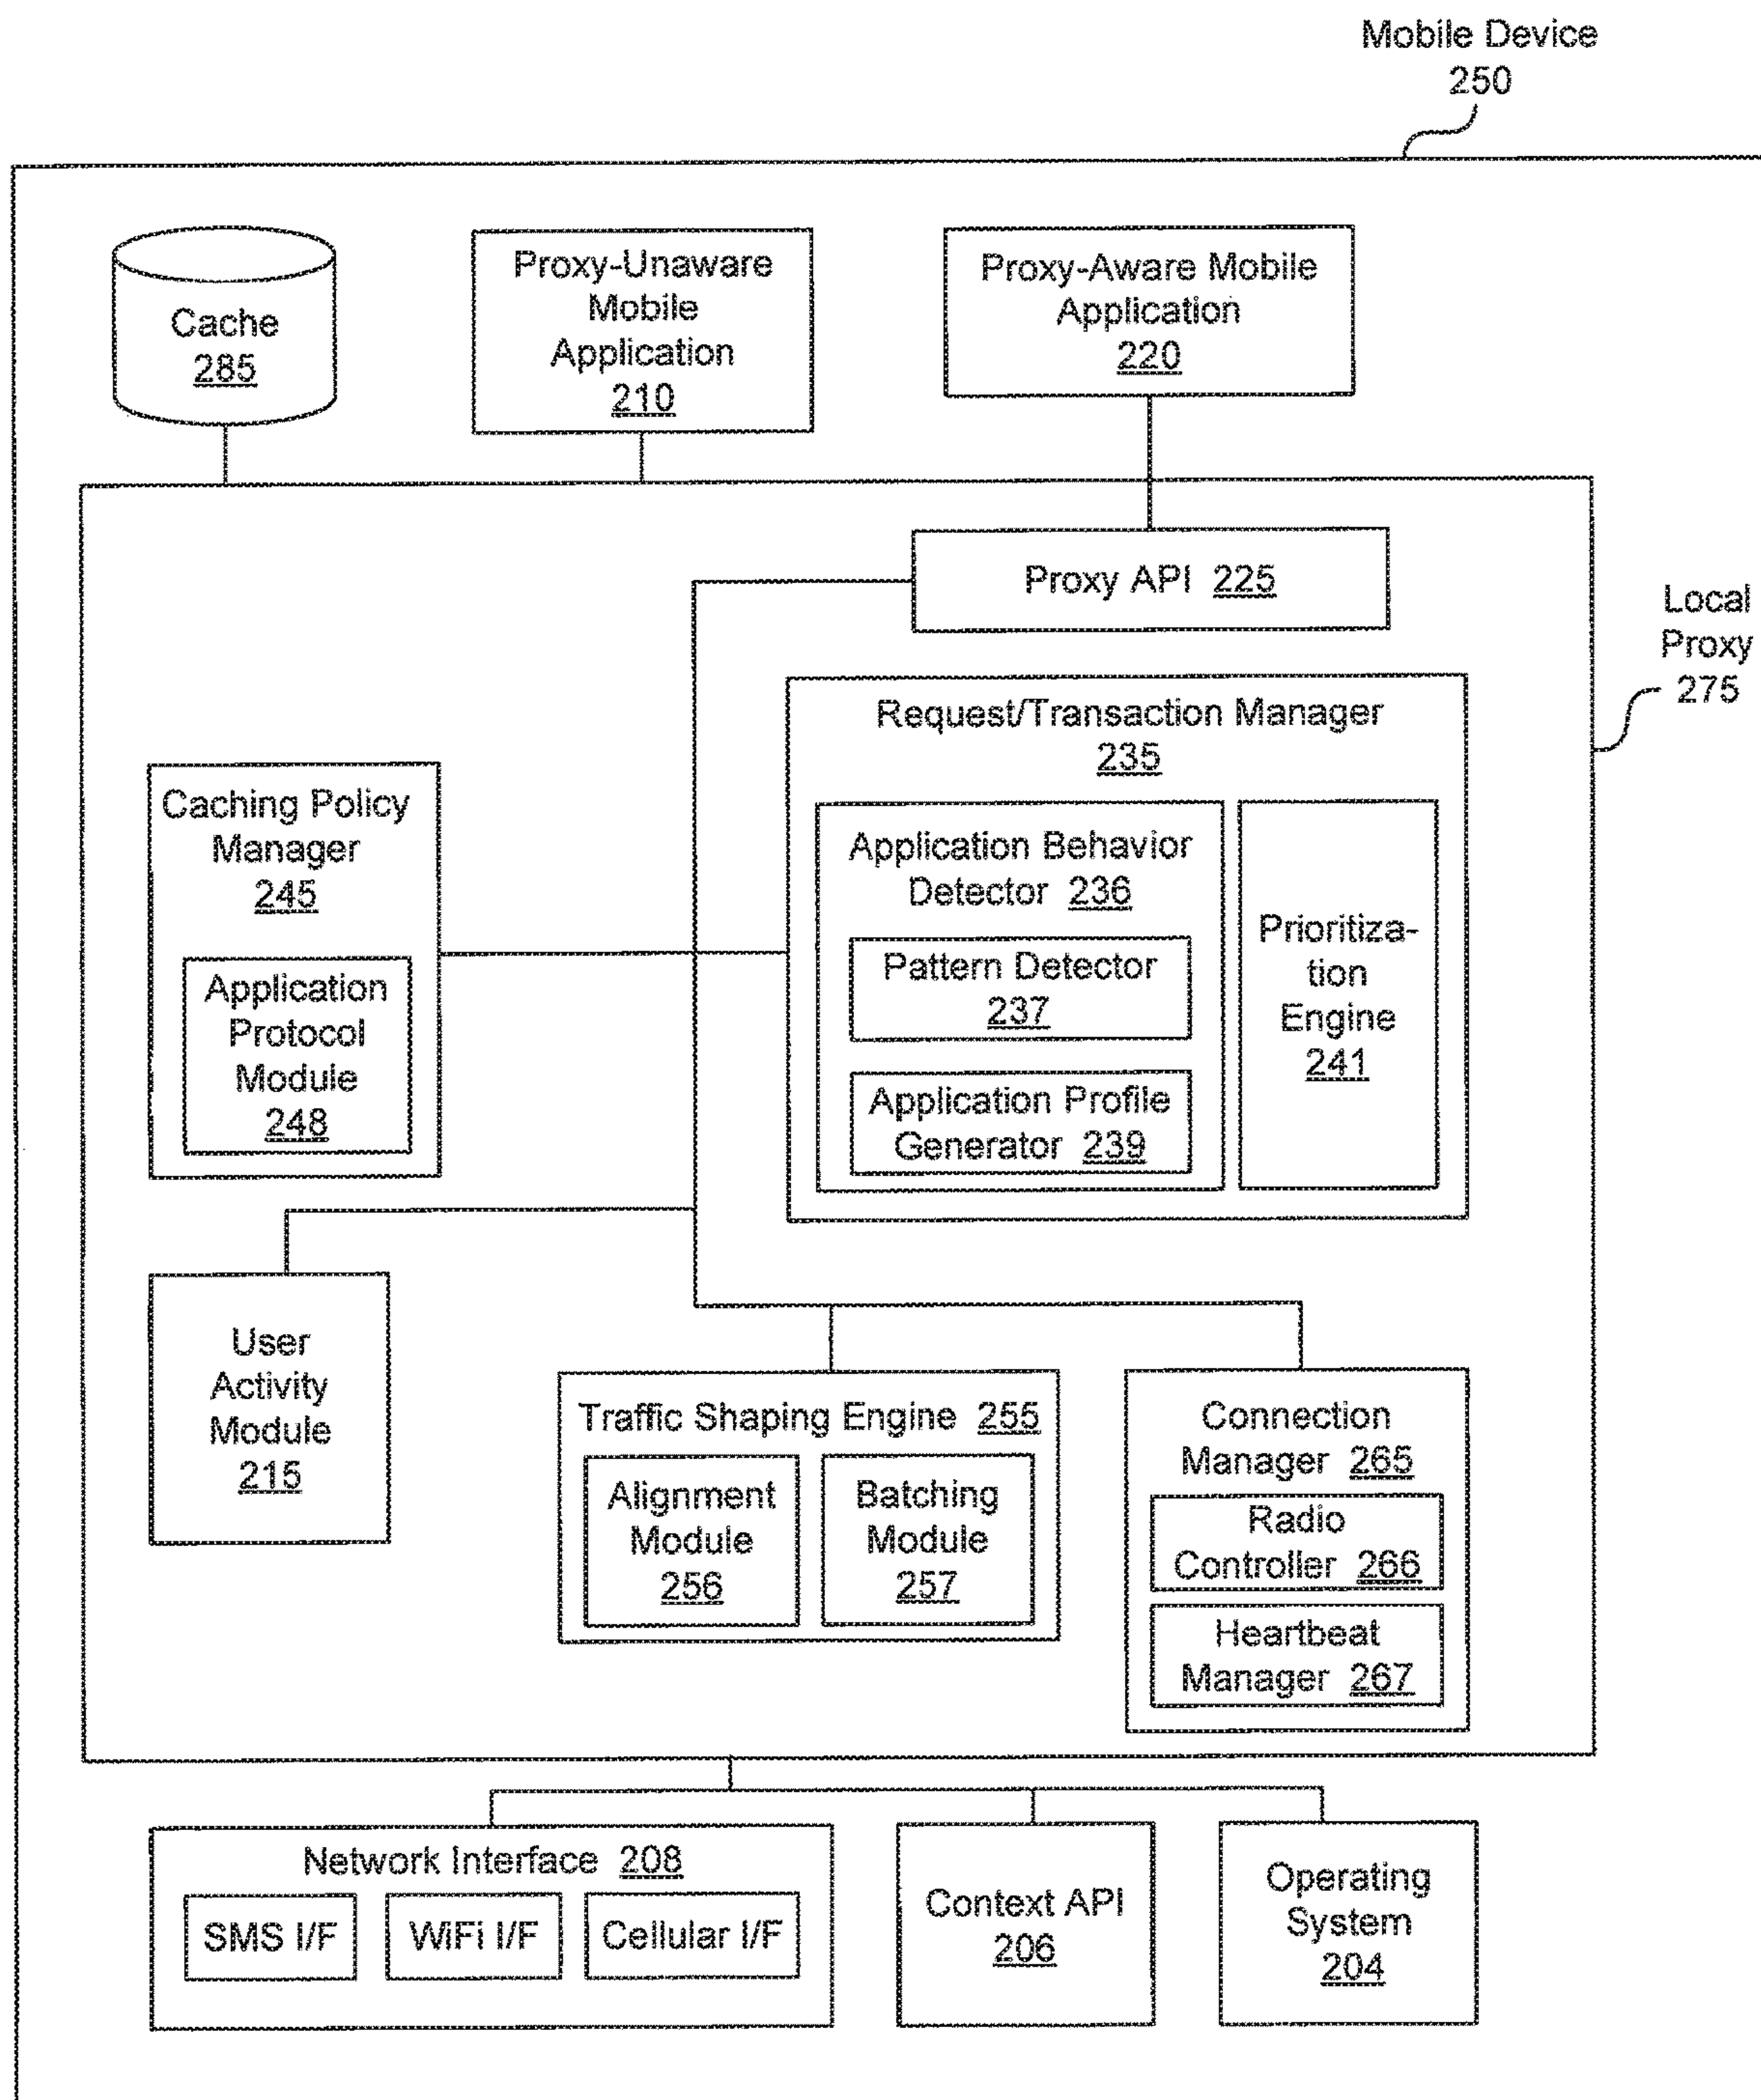 Mobile Device
250
Cache
285
Proxy-Unaware
Mobile
Application
210
Proxy-Aware Mobile
Application
220
Proxy API 225
Local
Proxy
275
Request/Transaction Manager
235
Caching Policy
Manager
245
Application
Protocol
Module
248
Application Behavior
Detector 236
Pattern Detector
237
Application Profile
Generator 239
Prioritiza-
tion
Engine
241
User
Activity
Module
215
Traffic Shaping Engine 255
Alignment
Module
256
Batching
Module
257
Connection
Manager 265
Radio
Controller 266
Heartbeat
Manager 267
Network Interface 208
SMS I/F
WiFi I/F
Cellular I/F
Context API
206
Operating
System
204